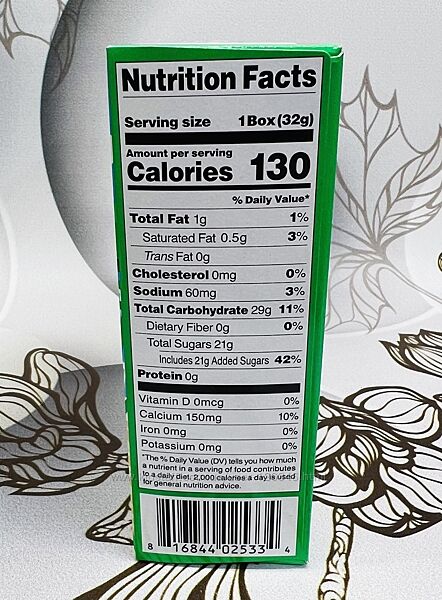 Nutrition Facts
Serving size 1 Box (32g)
Amount per serving
Calories 130
% Daily Value*
Total Fat 1g 1%
Saturated Fat 0.5g 3%
Trans Fat 0g
Cholesterol 0mg 0%
Sodium 60mg 3%
Total Carbohydrate 29g 11%
Dietary Fiber 0g 0%
Total Sugars 21g
Includes 21g Added Sugars 42%
Protein 0g
Vitamin D 0mcg 0%
Calcium 150mg 10%
Iron 0mg 0%
Potassium 0mg 0%
*The % Daily Value (DV) tells you how much
a nutrient in a serving of food contributes
to a daily diet. 2,000 calories a day is used
for general nutrition advice.
8 16844 02533 4